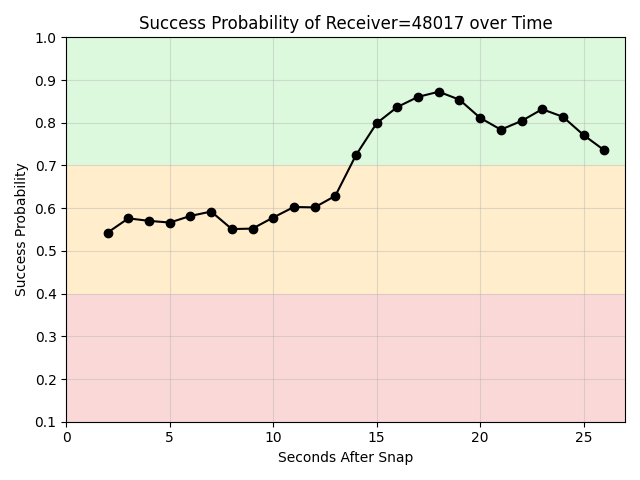 Success Probability of Receiver=48017 over Time
1.0
0.9
0.8
0.7
0.6
0.5
0.4
0.3
0.2
0.1
Success Probability
0 5 10 15 20 25
Seconds After Snap